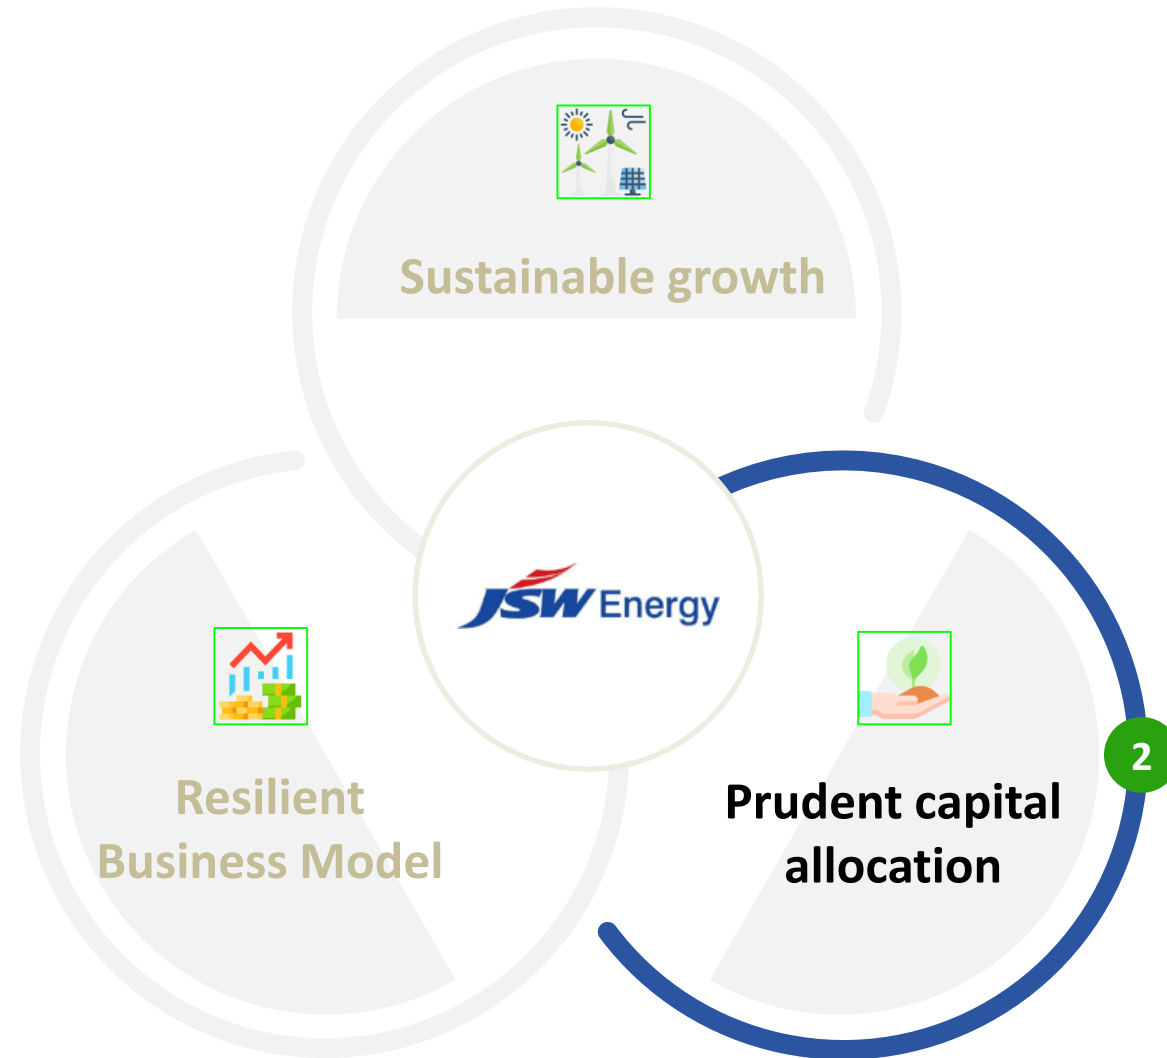 Sustainable growth
JSW Energy
Resilient
Business Model
Prudent capital
allocation
2